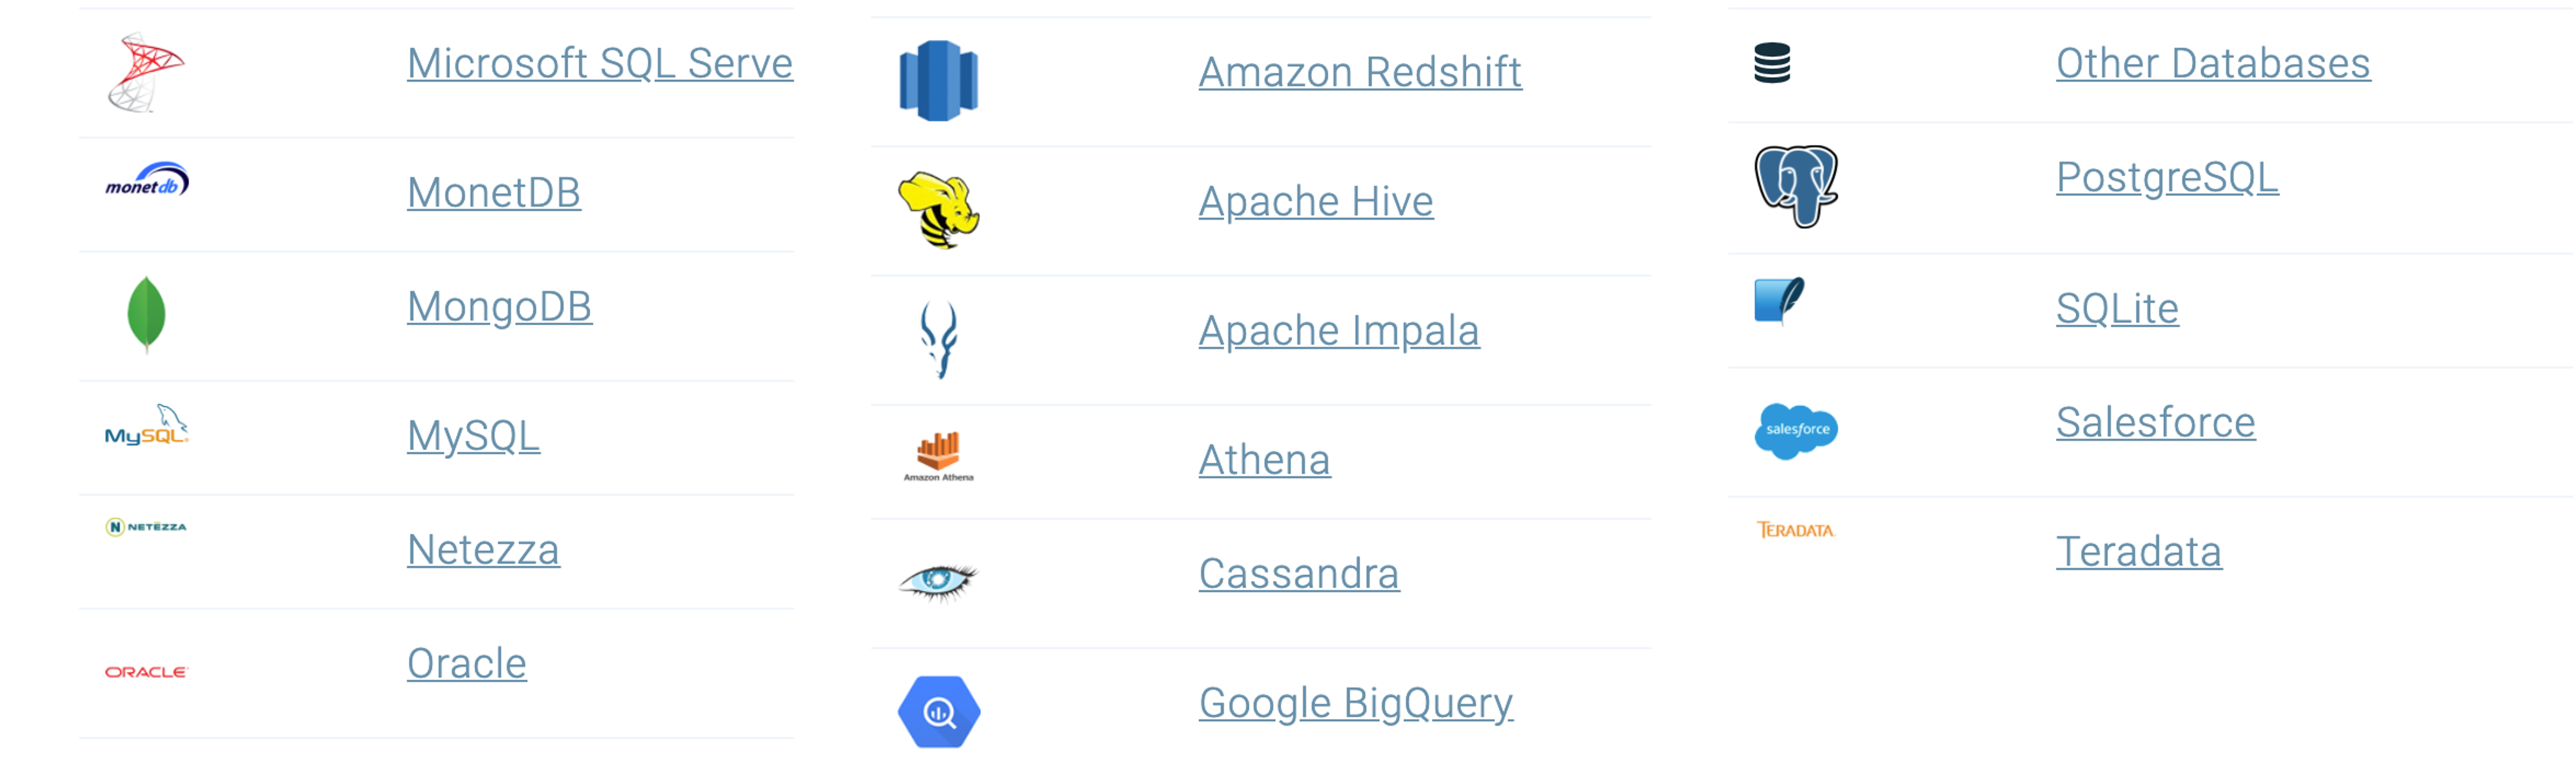 Microsoft SQL Serve
monetdb
MonetDB
MongoDB
MySQL
MySQL
N NETEZZA
Netezza
ORACLE
Oracle
Amazon Redshift
Apache Hive
Apache Impala
Amazon Athena
Athena
Cassandra
Google BigQuery
Other Databases
PostgreSQL
SQLite
salesforce
Salesforce
TERADATA
Teradata